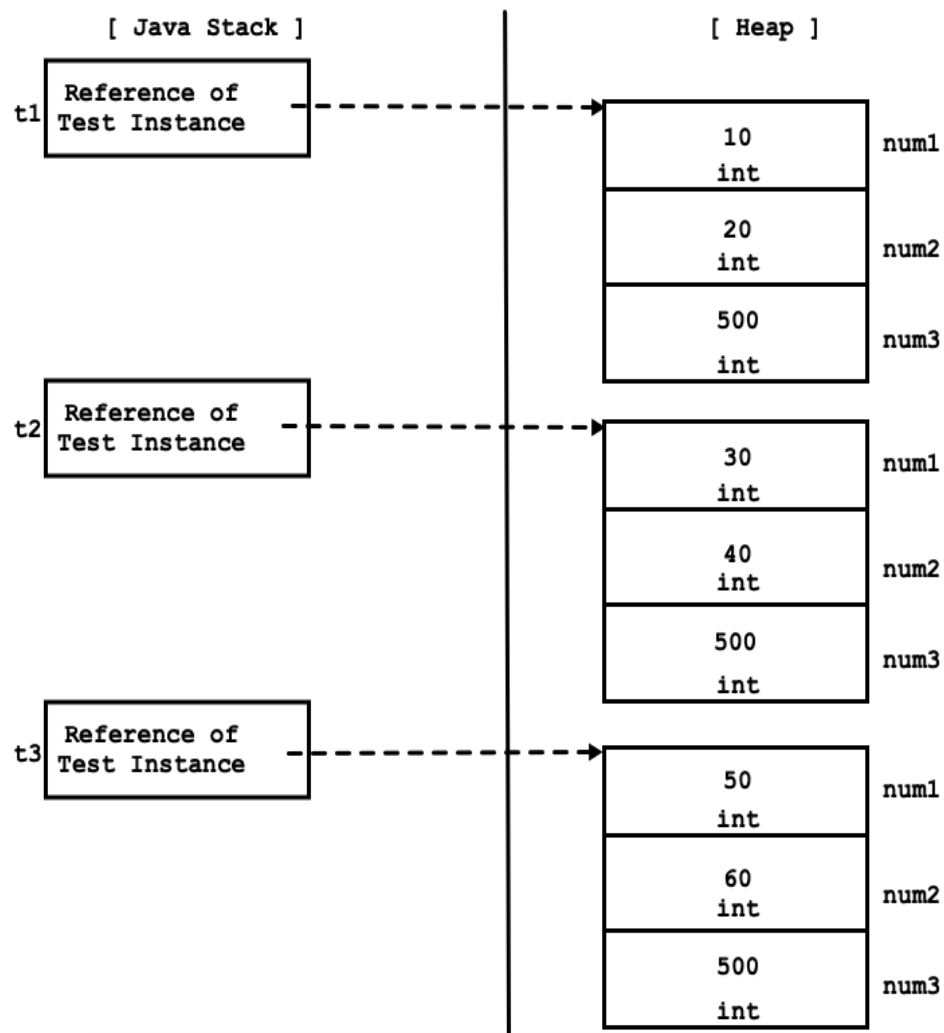 [ Java Stack ]
[ Heap ]
t1
Reference of
Test Instance
10
int
num1
20
int
num2
500
int
num3
t2
Reference of
Test Instance
30
int
num1
40
int
num2
500
int
num3
t3
Reference of
Test Instance
50
int
num1
60
int
num2
500
int
num3